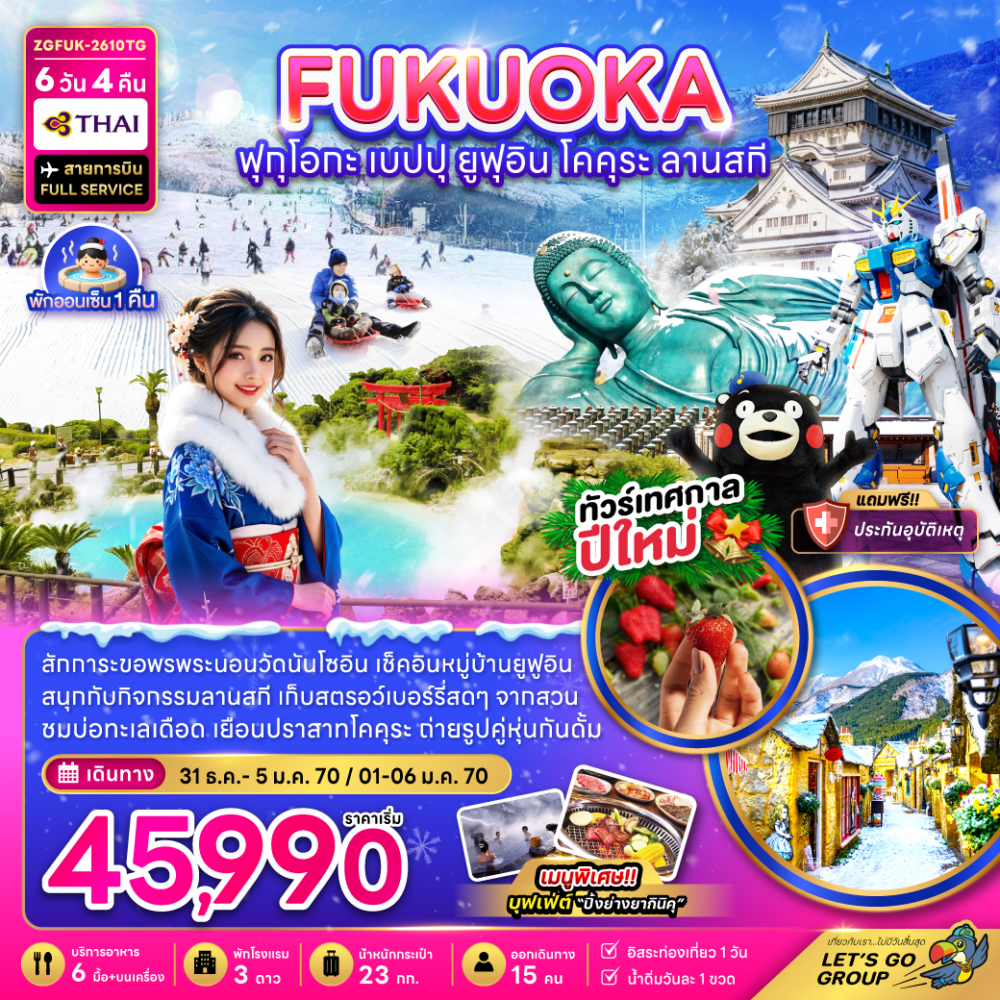 ZGFUK-2610TG
6 วัน 4 คืน
THAI
สายการบิน
FULL SERVICE
FUKUOKA
ฟุกุโอกะ เบปปุ ยูฟุอิน โคคุระ ลานสกี
พักออนเซ็น 1 คืน
ทัวร์เทศกาล
ปีใหม่
แถมฟรี!!
ประกันอุบัติเหตุ
สักการะขอพรพระนอนวัดนันโซอิน เช็คอินหมู่บ้านยูฟูอิน
สนุกกับกิจกรรมลานสกี เก็บสตรอว์เบอร์รี่สดๆ จากสวน
ชมบ่อทะเลเดือด เยือนปราสาทโคคุระ ถ่ายรูปคู่หุ่นกันดั้ม
เดินทาง 31 ธ.ค.- 5 ม.ค. 70 / 01-06 ม.ค. 70
ราคาเริ่ม
45,990
เมนูพิเศษ!!
บุฟเฟ่ต์ “ปิ้งย่างยากินิคุ”
บริการอาหาร
6 มื้อ+บนเครื่อง
พักโรงแรม
3 ดาว
น้ำหนักกระเป๋า
23 กก.
ออกเดินทาง
15 คน
อิสระท่องเที่ยว 1 วัน
น้ำดื่มวันละ 1 ขวด
เที่ยวกับเรา...ไม่มีวันสิ้นสุด
LET'S GO
GROUP